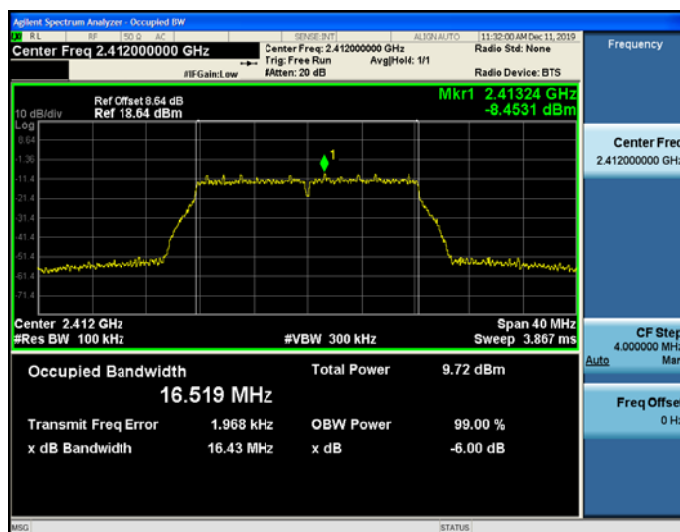 Agilent Spectrum Analyzer - Occupied BW
RL RF 50 Ω AC SENSE:INT ALIGN AUTO 11:32:00 AM Dec 11, 2019
Center Freq 2.412000000 GHz
Center Freq: 2.412000000 GHz
Radio Std: None
Trig: Free Run Avg|Hold: 1/1
#IFGain:Low
#Atten: 20 dB
Radio Device: BTS
Ref Offset 8.64 dB
Ref 18.64 dBm
10 dB/div
Log
Mkr1 2.41324 GHz
-8.4531 dBm
8.64
-1.36
-11.4
-21.4
-31.4
-41.4
-51.4
-61.4
-71.4
1
Center 2.412 GHz
Span 40 MHz
#Res BW 100 kHz
#VBW 300 kHz
Sweep 3.867 ms
Occupied Bandwidth
16.519 MHz
Total Power 9.72 dBm
Transmit Freq Error 1.968 kHz
OBW Power 99.00 %
x dB Bandwidth 16.43 MHz
x dB -6.00 dB
Frequency
Center Freq
2.412000000 GHz
CF Step
4.000000 MHz
Auto Man
Freq Offset
0 Hz
MSG
STATUS